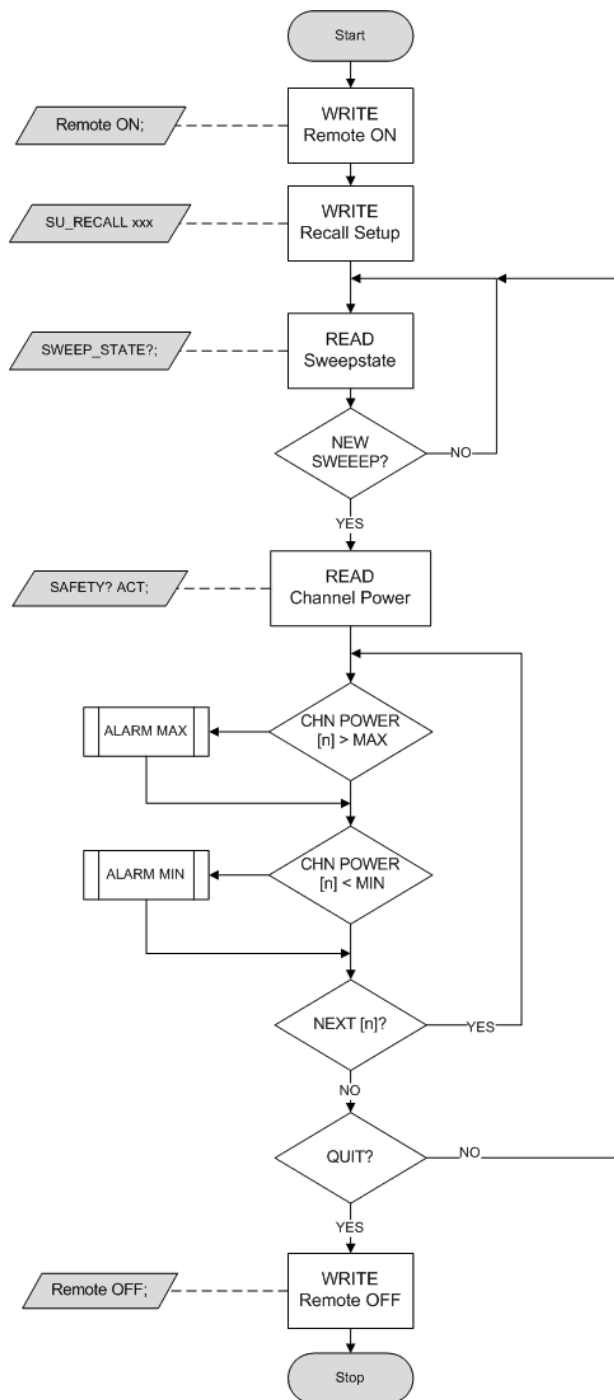 Start
Remote ON;
WRITE
Remote ON
SU_RECALL xxx
WRITE
Recall Setup
SWEEP_STATE?;
READ
Sweepstate
NEW
SWEEEP?
NO
YES
SAFETY? ACT;
READ
Channel Power
ALARM MAX
CHN POWER
[n] > MAX
ALARM MIN
CHN POWER
[n] < MIN
NEXT [n]?
YES
NO
QUIT?
NO
YES
Remote OFF;
WRITE
Remote OFF
Stop